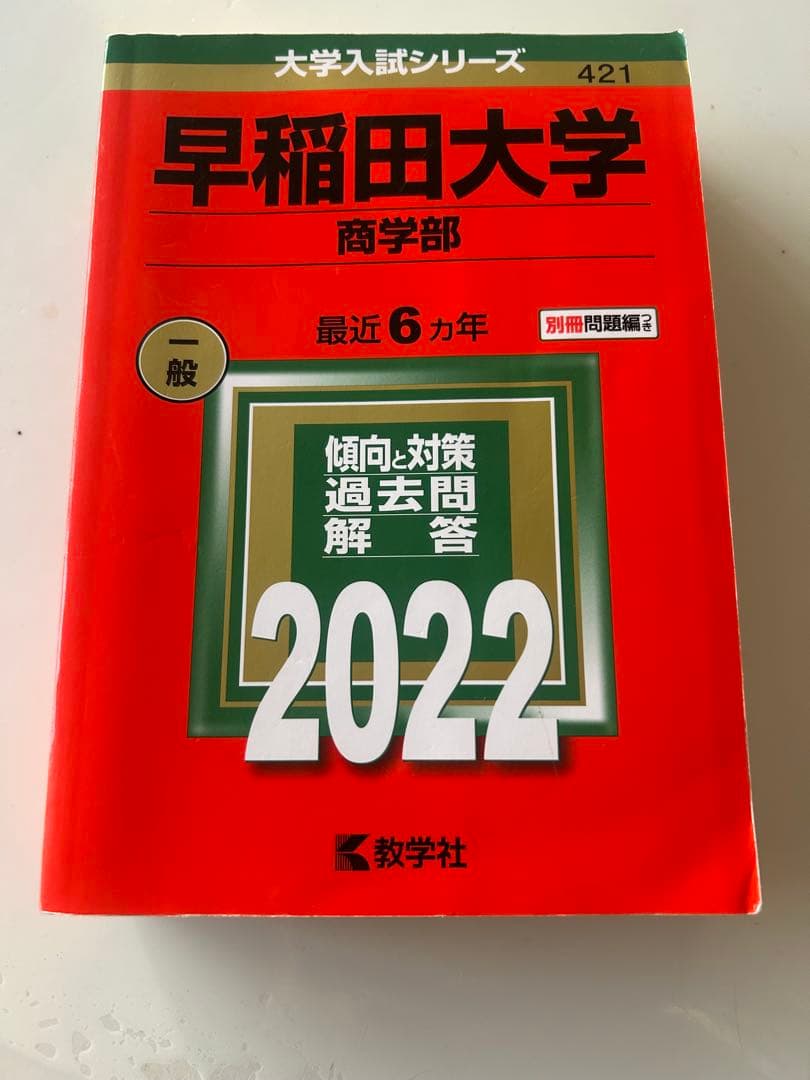 大学入試シリーズ
421
早稲田大学
商学部
最近6ヵ年
別冊問題編つき
一般
傾向と対策
過去問
解答
2022
教学社